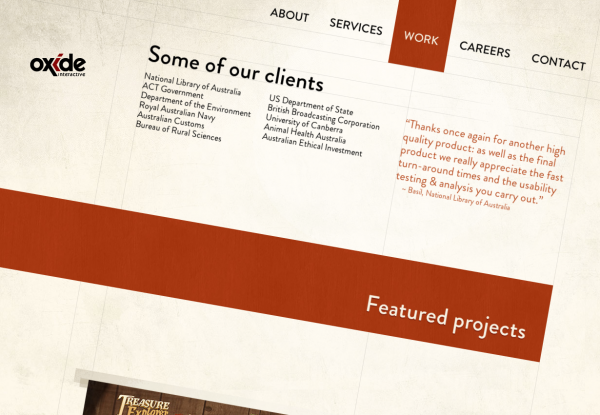 ABOUT
SERVICES
WORK
CAREERS
CONTACT
oxide
interactive
Some of our clients
National Library of Australia
ACT Government
Department of the Environment
Royal Australian Navy
Australian Customs
Bureau of Rural Sciences
US Department of State
British Broadcasting Corporation
University of Canberra
Animal Health Australia
Australian Ethical Investment
“Thanks once again for another high
quality product: as well as the final
product we really appreciate the fast
turn-around times and the usability
testing & analysis you carry out.”
– Basil, National Library of Australia
Featured projects
TREASURE
EXPLORER